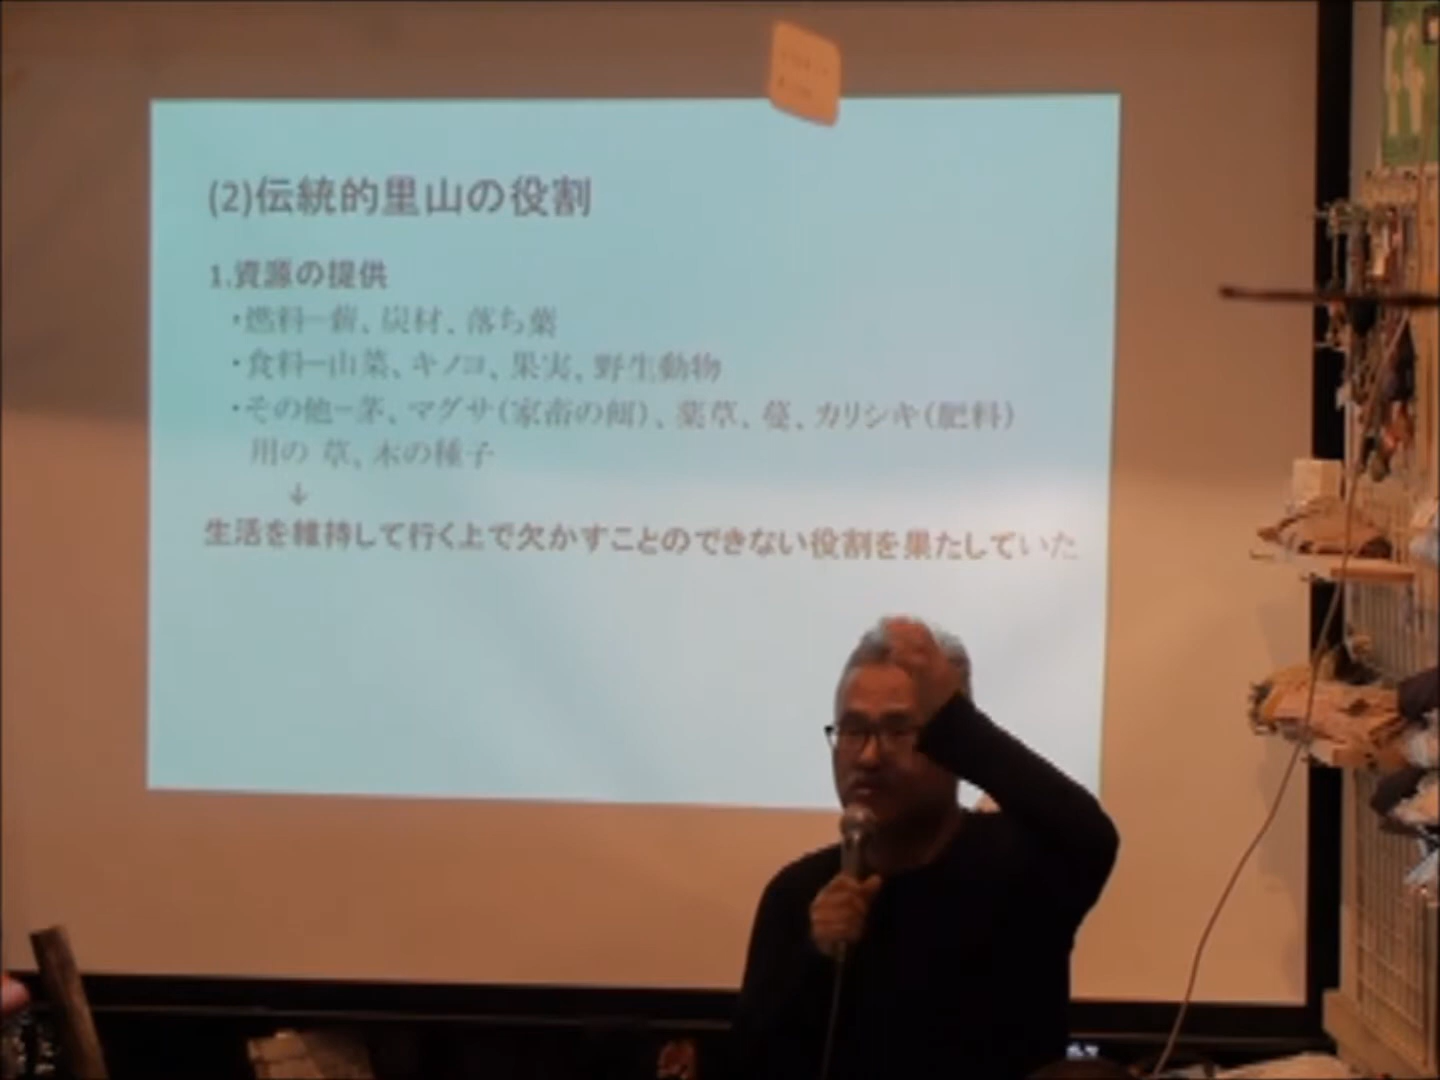 (2)伝統的里山の役割
1.資源の提供
・燃料－薪、炭材、落ち葉
・食料－山菜、キノコ、果実、野生動物
・その他－茅、マグサ(家畜の餌)、薬草、蔓、カリシキ(肥料)
用の 草、木の種子
↓
生活を維持して行く上で欠かすことのできない役割を果たしていた